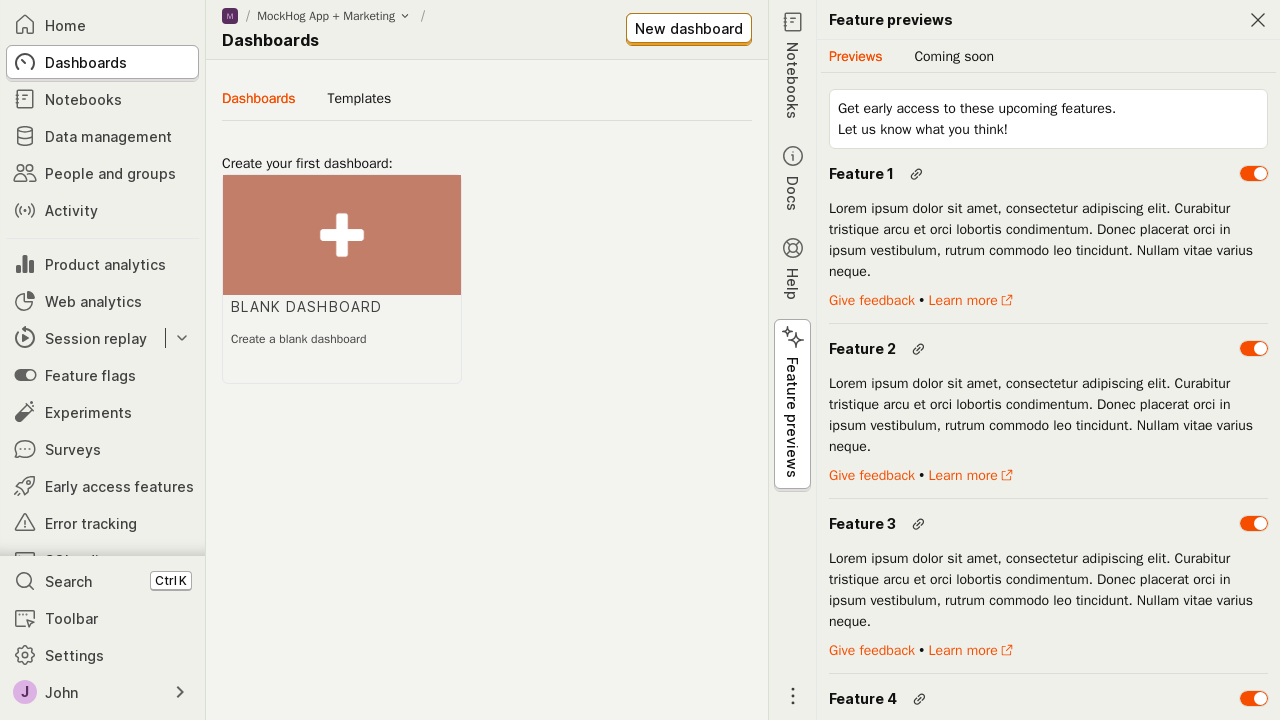 Home
Dashboards
Notebooks
Data management
People and groups
Activity
Product analytics
Web analytics
Session replay
Feature flags
Experiments
Surveys
Early access features
Error tracking
Search
Ctrl K
Toolbar
Settings
J
John
M
/ MockHog App + Marketing /
Dashboards
New dashboard
Dashboards
Templates
Create your first dashboard:
BLANK DASHBOARD
Create a blank dashboard
Notebooks
Docs
Help
Feature previews
Feature previews
Previews
Coming soon
Get early access to these upcoming features.
Let us know what you think!
Feature 1
Lorem ipsum dolor sit amet, consectetur adipiscing elit. Curabitur
tristique arcu et orci lobortis condimentum. Donec placerat orci in
ipsum vestibulum, rutrum commodo leo tincidunt. Nullam vitae varius
neque.
Give feedback • Learn more
Feature 2
Lorem ipsum dolor sit amet, consectetur adipiscing elit. Curabitur
tristique arcu et orci lobortis condimentum. Donec placerat orci in
ipsum vestibulum, rutrum commodo leo tincidunt. Nullam vitae varius
neque.
Give feedback • Learn more
Feature 3
Lorem ipsum dolor sit amet, consectetur adipiscing elit. Curabitur
tristique arcu et orci lobortis condimentum. Donec placerat orci in
ipsum vestibulum, rutrum commodo leo tincidunt. Nullam vitae varius
neque.
Give feedback • Learn more
Feature 4